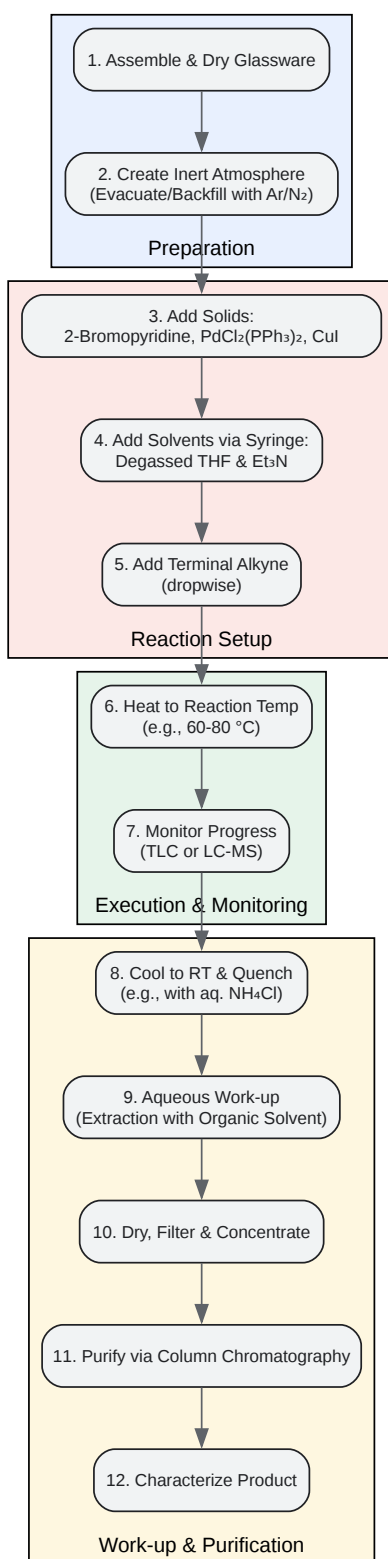 1. Assemble & Dry Glassware
2. Create Inert Atmosphere
(Evacuate/Backfill with Ar/N₂)
Preparation
3. Add Solids:
2-Bromopyridine, PdCl₂(PPh₃)₂, CuI
4. Add Solvents via Syringe:
Degassed THF & Et₃N
5. Add Terminal Alkyne
(dropwise)
Reaction Setup
6. Heat to Reaction Temp
(e.g., 60-80 °C)
7. Monitor Progress
(TLC or LC-MS)
Execution & Monitoring
8. Cool to RT & Quench
(e.g., with aq. NH₄Cl)
9. Aqueous Work-up
(Extraction with Organic Solvent)
10. Dry, Filter & Concentrate
11. Purify via Column Chromatography
12. Characterize Product
Work-up & Purification